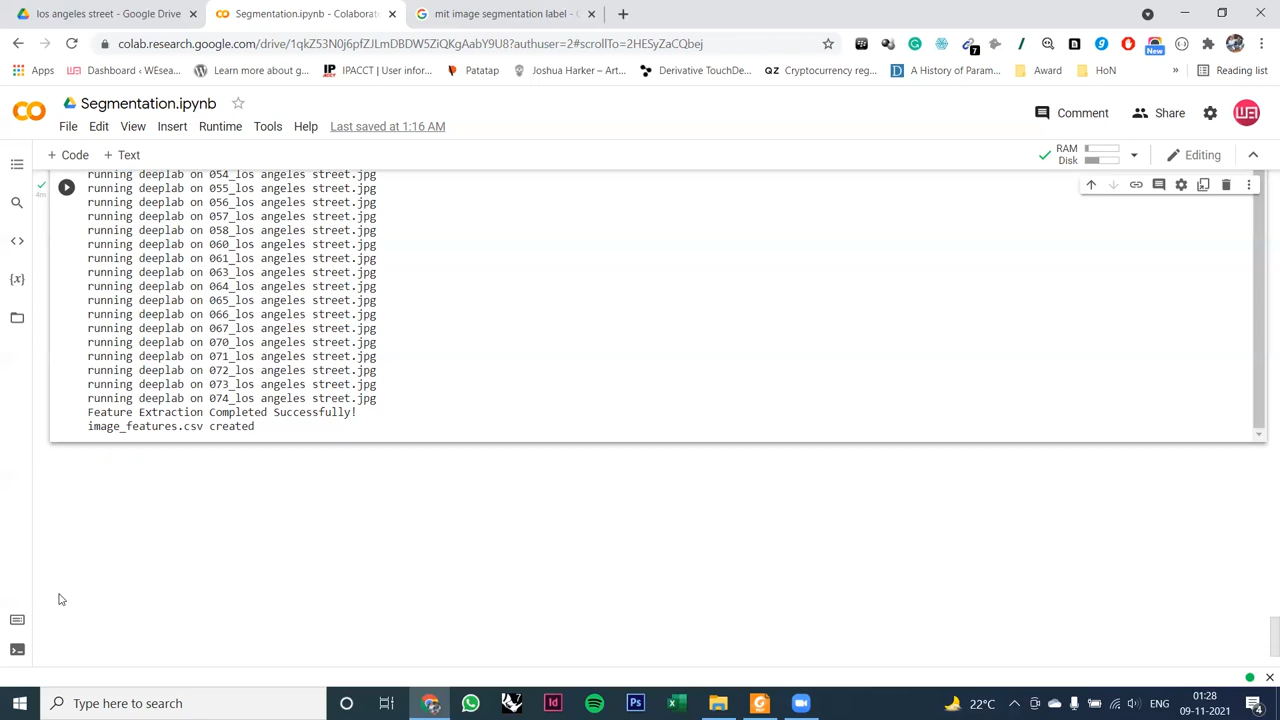 los angeles street - Google Drive
Segmentation.ipynb - Colaborato
mit image segmentation label - G
colab.research.google.com/drive/1qkZ53N0j6pfZJLmDBDWFZiQKgAabY9U8?authuser=2#scrollTo=2HESyZaCQbej
Apps
Dashboard ‹ WEsea...
Learn more about g...
IPACCT | User infor...
Patatap
Joshua Harker – Art...
Derivative TouchDe...
QZ Cryptocurrency reg...
A History of Param...
Award
HoN
»
Reading list
Segmentation.ipynb
File Edit View Insert Runtime Tools Help Last saved at 1:16 AM
Comment
Share
+ Code + Text
RAM
Disk
Editing
4m
running deeplab on 054_los angeles street.jpg
running deeplab on 055_los angeles street.jpg
running deeplab on 056_los angeles street.jpg
running deeplab on 057_los angeles street.jpg
running deeplab on 058_los angeles street.jpg
running deeplab on 060_los angeles street.jpg
running deeplab on 061_los angeles street.jpg
running deeplab on 063_los angeles street.jpg
running deeplab on 064_los angeles street.jpg
running deeplab on 065_los angeles street.jpg
running deeplab on 066_los angeles street.jpg
running deeplab on 067_los angeles street.jpg
running deeplab on 070_los angeles street.jpg
running deeplab on 071_los angeles street.jpg
running deeplab on 072_los angeles street.jpg
running deeplab on 073_los angeles street.jpg
running deeplab on 074_los angeles street.jpg
Feature Extraction Completed Successfully!
image_features.csv created
Type here to search
22°C
ENG
01:28
09-11-2021